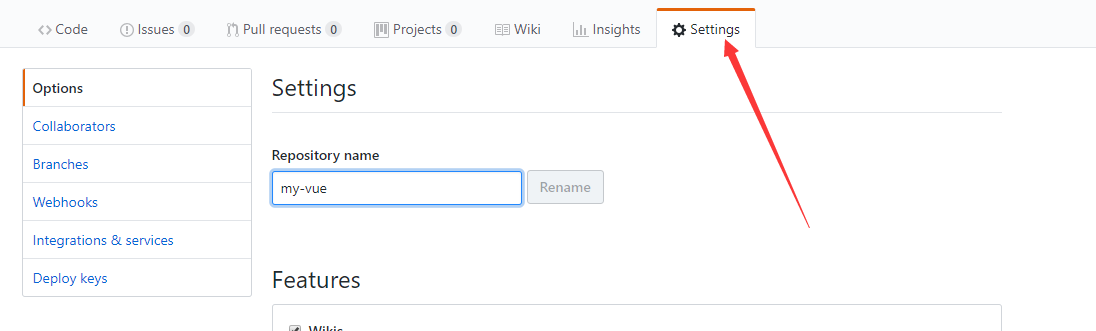 Code Issues 0 Pull requests 0 Projects 0 Wiki Insights Settings
Options
Collaborators
Branches
Webhooks
Integrations & services
Deploy keys
Settings
Repository name
my-vue Rename
Features
Wikis